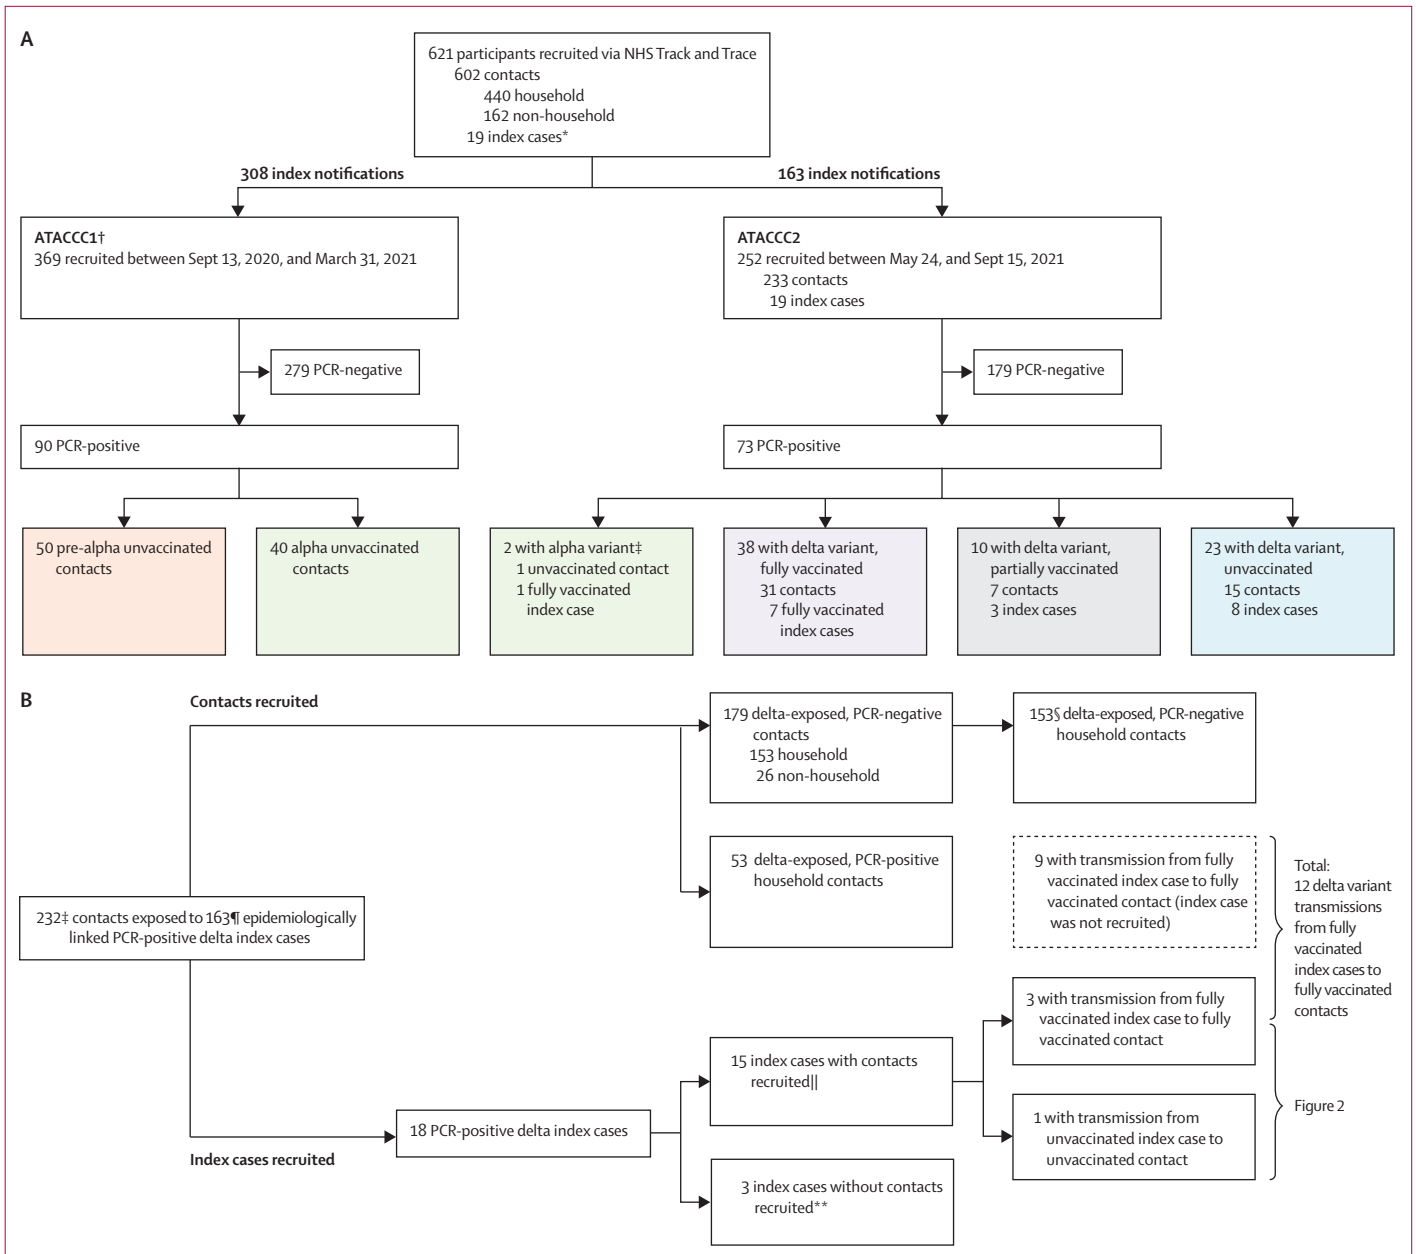 A
621 participants recruited via NHS Track and Trace
602 contacts
440 household
162 non-household
19 index cases*
308 index notifications
163 index notifications
ATACCC1†
369 recruited between Sept 13, 2020, and March 31, 2021
ATACCC2
252 recruited between May 24, and Sept 15, 2021
233 contacts
19 index cases
279 PCR-negative
179 PCR-negative
90 PCR-positive
73 PCR-positive
50 pre-alpha unvaccinated
contacts
40 alpha unvaccinated
contacts
2 with alpha variant‡
1 unvaccinated contact
1 fully vaccinated
index case
38 with delta variant,
fully vaccinated
31 contacts
7 fully vaccinated
index cases
10 with delta variant,
partially vaccinated
7 contacts
3 index cases
23 with delta variant,
unvaccinated
15 contacts
8 index cases
B
Contacts recruited
179 delta-exposed, PCR-negative
contacts
153 household
26 non-household
153§ delta-exposed, PCR-negative
household contacts
53 delta-exposed, PCR-positive
household contacts
9 with transmission from fully
vaccinated index case to fully
vaccinated contact (index case
was not recruited)
Total:
12 delta variant
transmissions
from fully
vaccinated
index cases to
fully vaccinated
contacts
232‡ contacts exposed to 163¶ epidemiologically
linked PCR-positive delta index cases
3 with transmission from fully
vaccinated index case to fully
vaccinated contact
15 index cases with contacts
recruited||
Figure 2
18 PCR-positive delta index cases
1 with transmission from
unvaccinated index case to
unvaccinated contact
Index cases recruited
3 index cases without contacts
recruited**